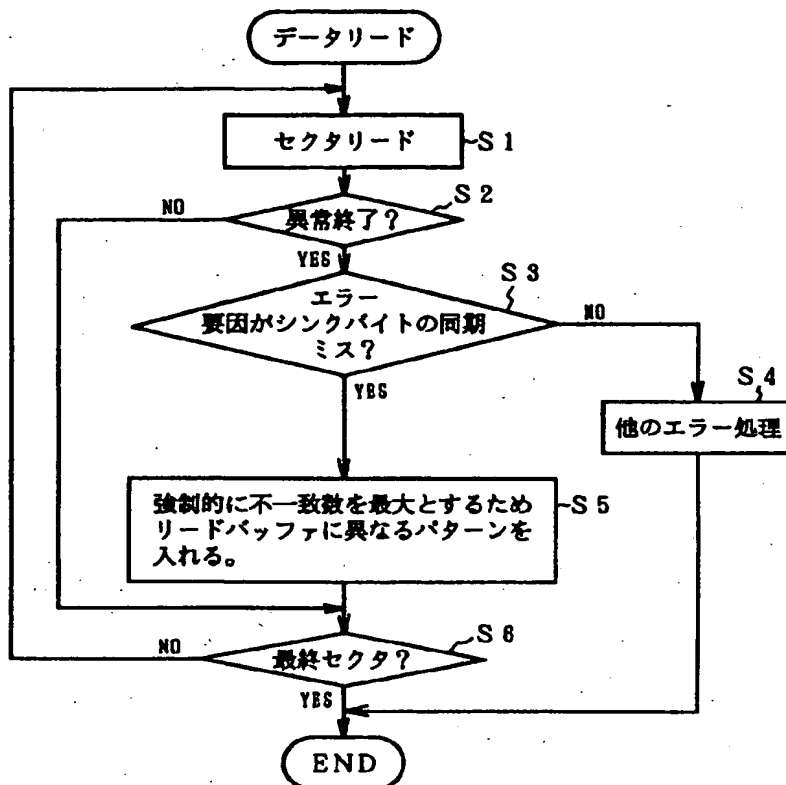 データリード
セクタリード
S1
異常終了?
S2
NO
YES
エラー
要因がシンクバイトの同期
ミス?
S3
NO
YES
他のエラー処理
S4
強制的に不一致数を最大とするため
リードバッファに異なるパターンを
入れる。
S5
最終セクタ?
S6
NO
YES
END